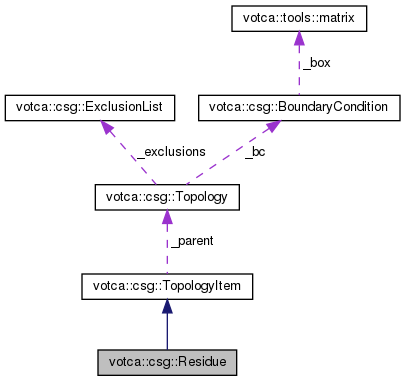 votca::tools::matrix
_box
votca::csg::ExclusionList
votca::csg::BoundaryCondition
_exclusions
_bc
votca::csg::Topology
_parent
votca::csg::TopologyItem
votca::csg::Residue